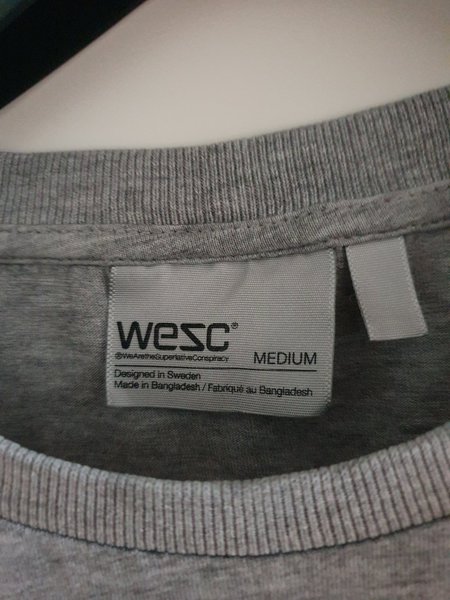 wesc®
®WeAretheSuperlativeConspiracy
MEDIUM
Designed in Sweden
Made in Bangladesh / Fabriqué au Bangladesh